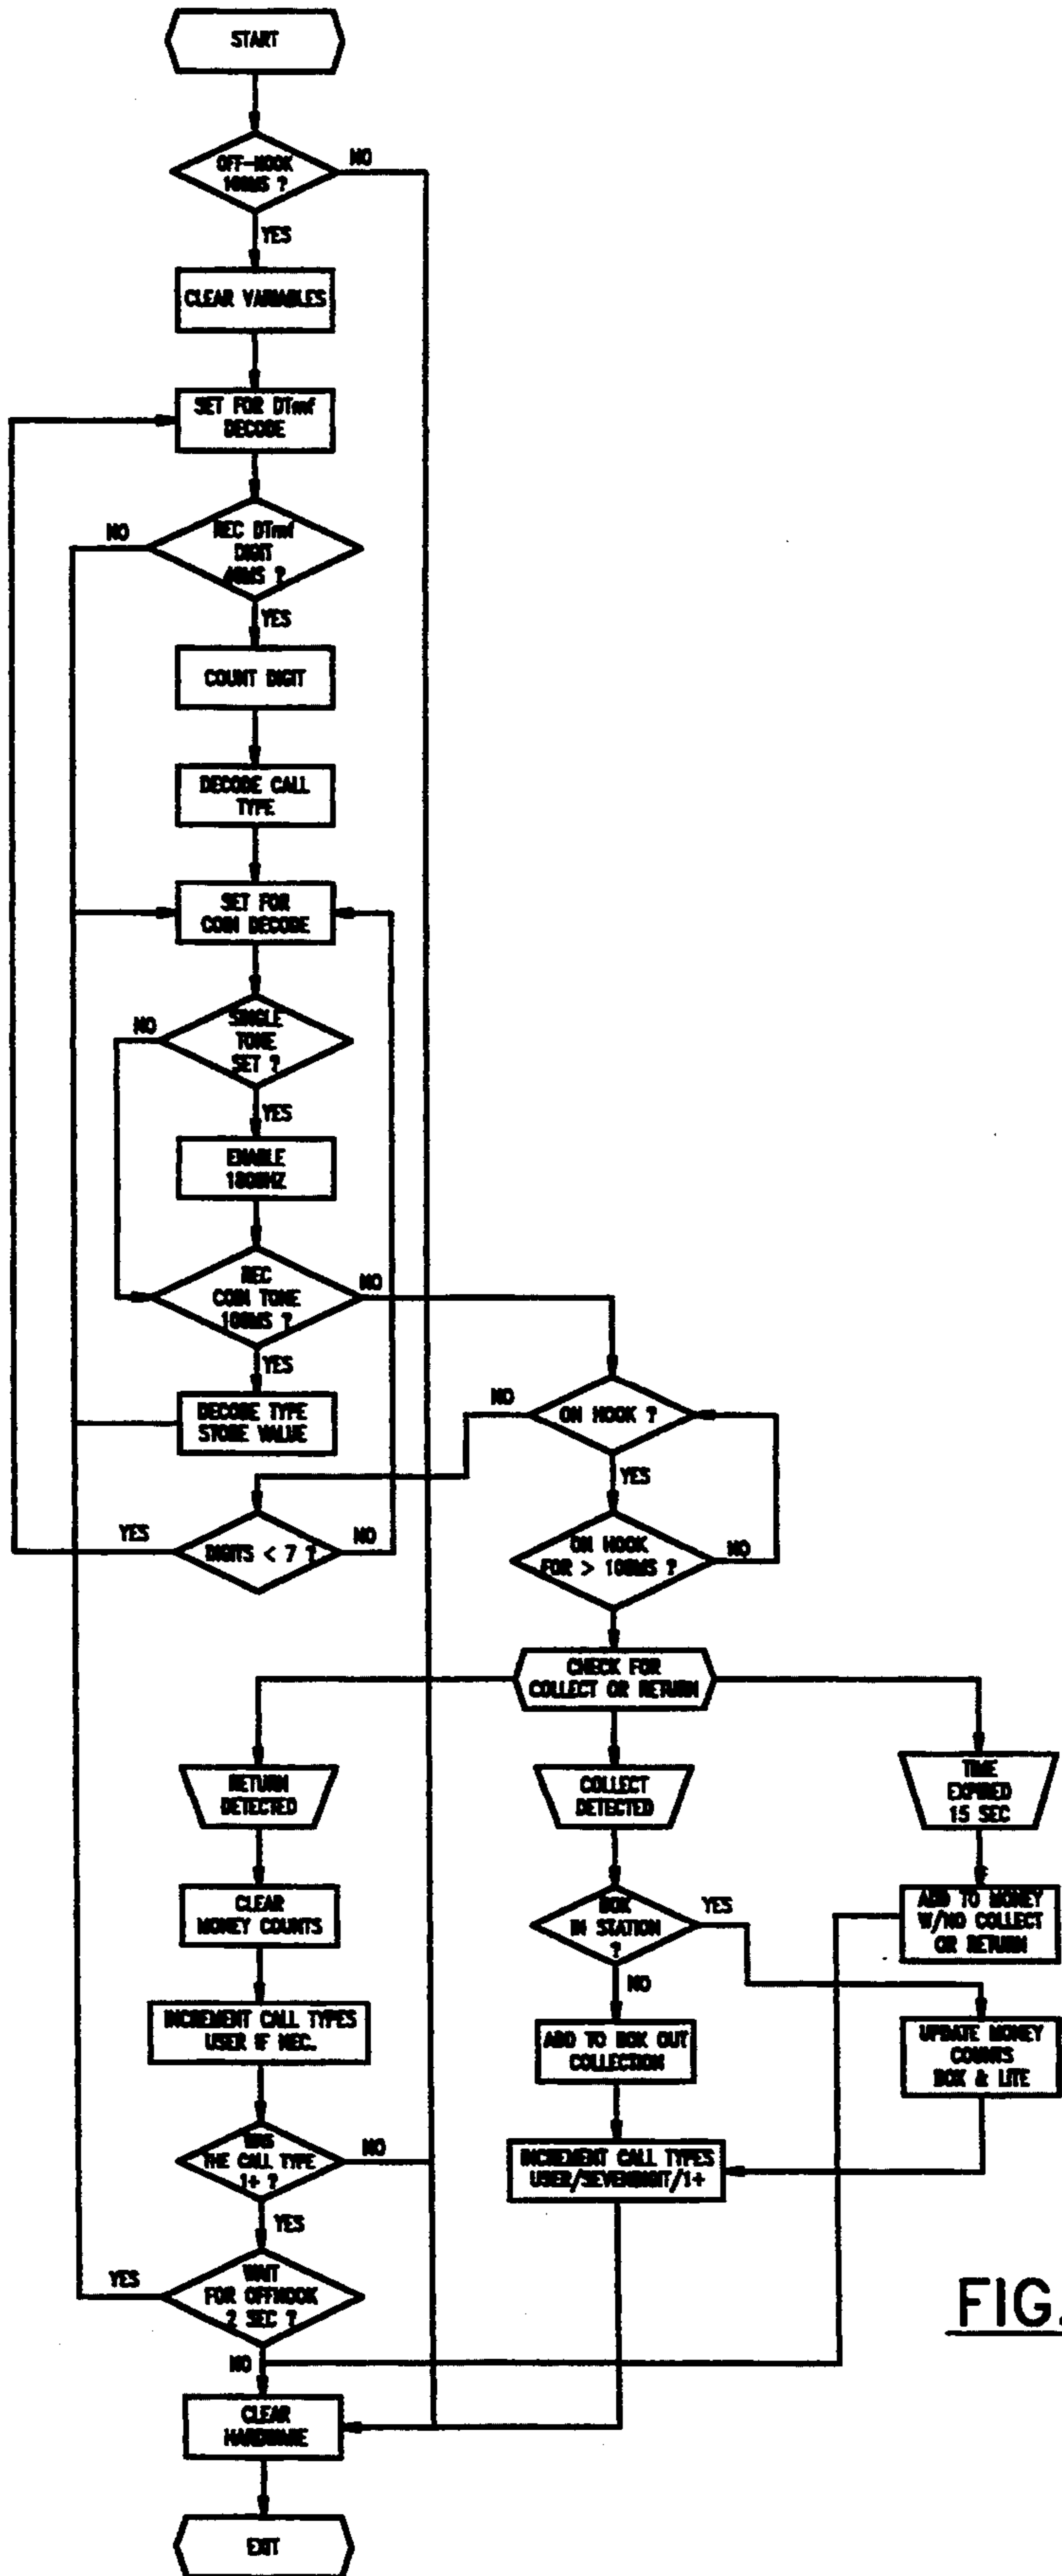 START
OFF-HOOK
100MS ?
NO
YES
CLEAR VARIABLES
SET FOR DTmf
DECODE
NO
REC DTmf
DIGIT
40MS ?
YES
COUNT DIGIT
DECODE CALL
TYPE
SET FOR
COIN DECODE
NO
SINGLE
TONE
SET ?
YES
ENABLE
REC
COIN TONE
100MS ?
NO
YES
DECODE TYPE
STORE VALUE
NO
ON HOOK ?
YES
YES
DIGITS < 7 ?
NO
ON HOOK
FOR > 100MS ?
NO
CHECK FOR
COLLECT OR RETURN
RETURN
DETECTED
COLLECT
DETECTED
TIME
EXPIRED
15 SEC
CLEAR
MONEY COUNTS
BOX
IN STATION
?
YES
NO
ADD TO MONEY
W/NO COLLECT
OR RETURN
INCREMENT CALL TYPES
USER IF NEC.
ADD TO BOX OUT
COLLECTION
UPDATE MONEY
COUNTS
BOX & LITE
WAS
THE CALL TYPE
1+ ?
NO
YES
INCREMENT CALL TYPES
USER/SEVENDIGIT/1+
YES
WAIT
FOR OFFHOOK
2 SEC ?
NO
FIG.
CLEAR
HARDWARE
EXIT